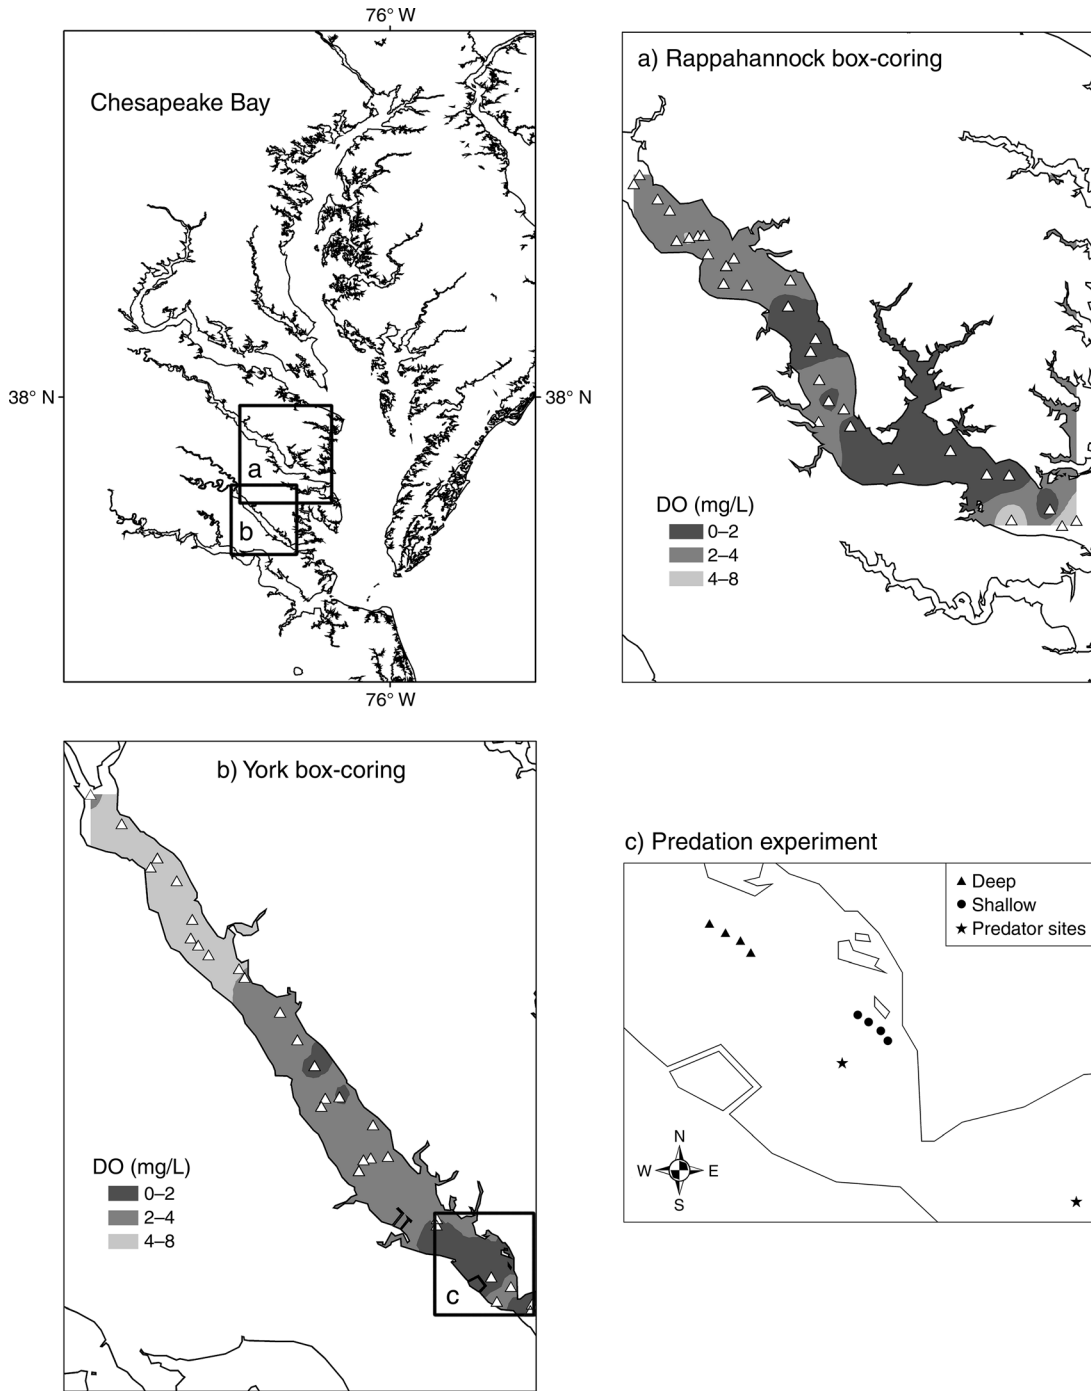 76° W
Chesapeake Bay
38° N
38° N
a
b
76° W
a) Rappahannock box-coring
DO (mg/L)
0–2
2–4
4–8
b) York box-coring
DO (mg/L)
0–2
2–4
4–8
c
c) Predation experiment
Deep
Shallow
Predator sites
N
W E
S